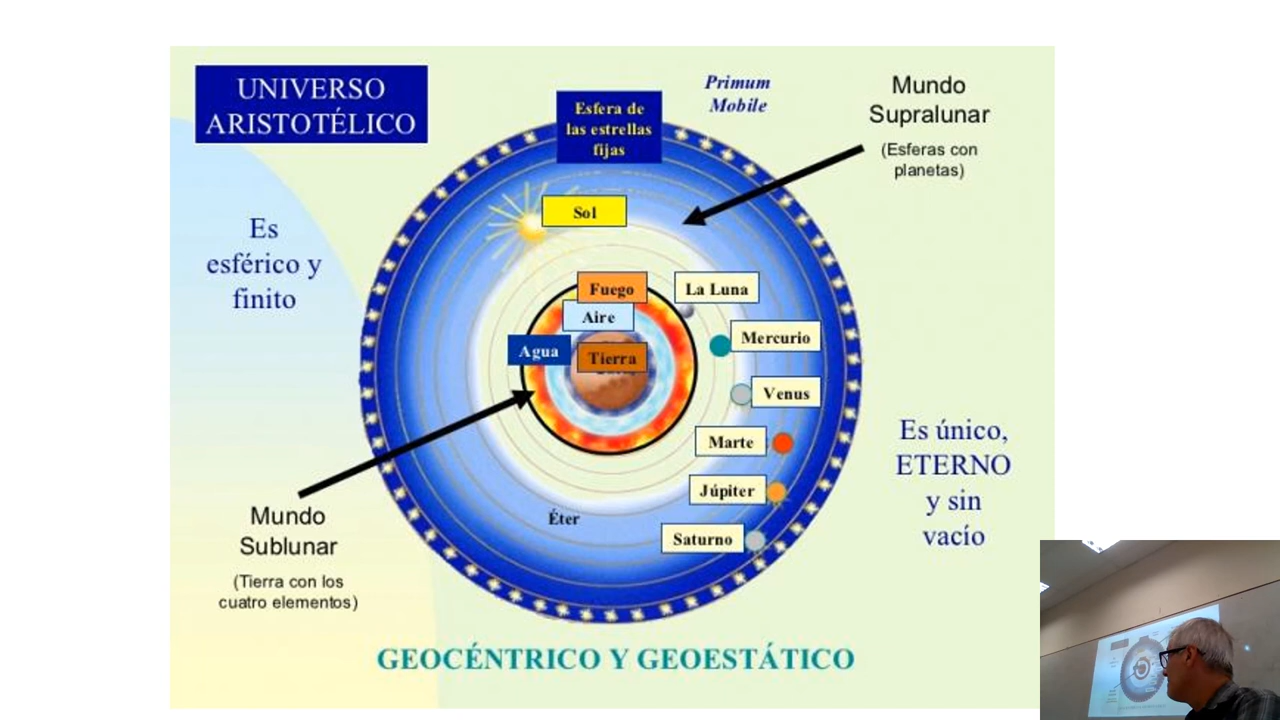 UNIVERSO
ARISTOTÉLICO
Esfera de
las estrellas
fijas
Primum
Mobile
Mundo
Supralunar
(Esferas con
planetas)
Sol
Es
esférico y
finito
Fuego
La Luna
Aire
Mercurio
Agua
Tierra
Venus
Marte
Es único,
ETERNO
y sin
vacío
Júpiter
Éter
Saturno
Mundo
Sublunar
(Tierra con los
cuatro elementos)
GEOCÉNTRICO Y GEOESTÁTICO